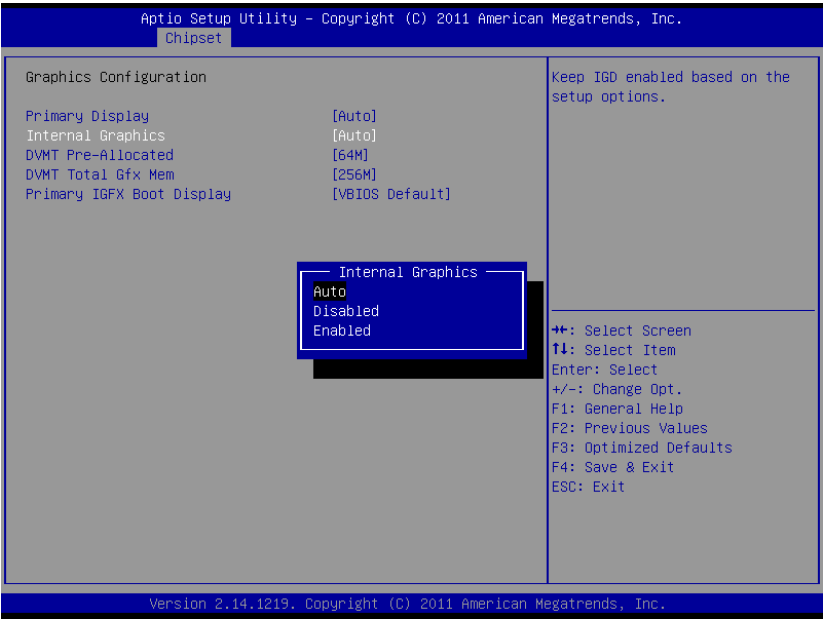 Aptio Setup Utility – Copyright (C) 2011 American Megatrends, Inc.
Chipset
Graphics Configuration
Primary Display [Auto]
Internal Graphics [Auto]
DVMT Pre-Allocated [64M]
DVMT Total Gfx Mem [256M]
Primary IGFX Boot Display [VBIOS Default]
Internal Graphics
Auto
Disabled
Enabled
Keep IGD enabled based on the
setup options.
→←: Select Screen
↑↓: Select Item
Enter: Select
+/-: Change Opt.
F1: General Help
F2: Previous Values
F3: Optimized Defaults
F4: Save & Exit
ESC: Exit
Version 2.14.1219. Copyright (C) 2011 American Megatrends, Inc.